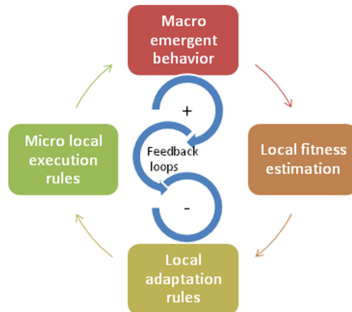 Macro
emergent
behavior
+
Micro local
execution
rules
Feedback
loops
Local fitness
estimation
-
Local
adaptation
rules